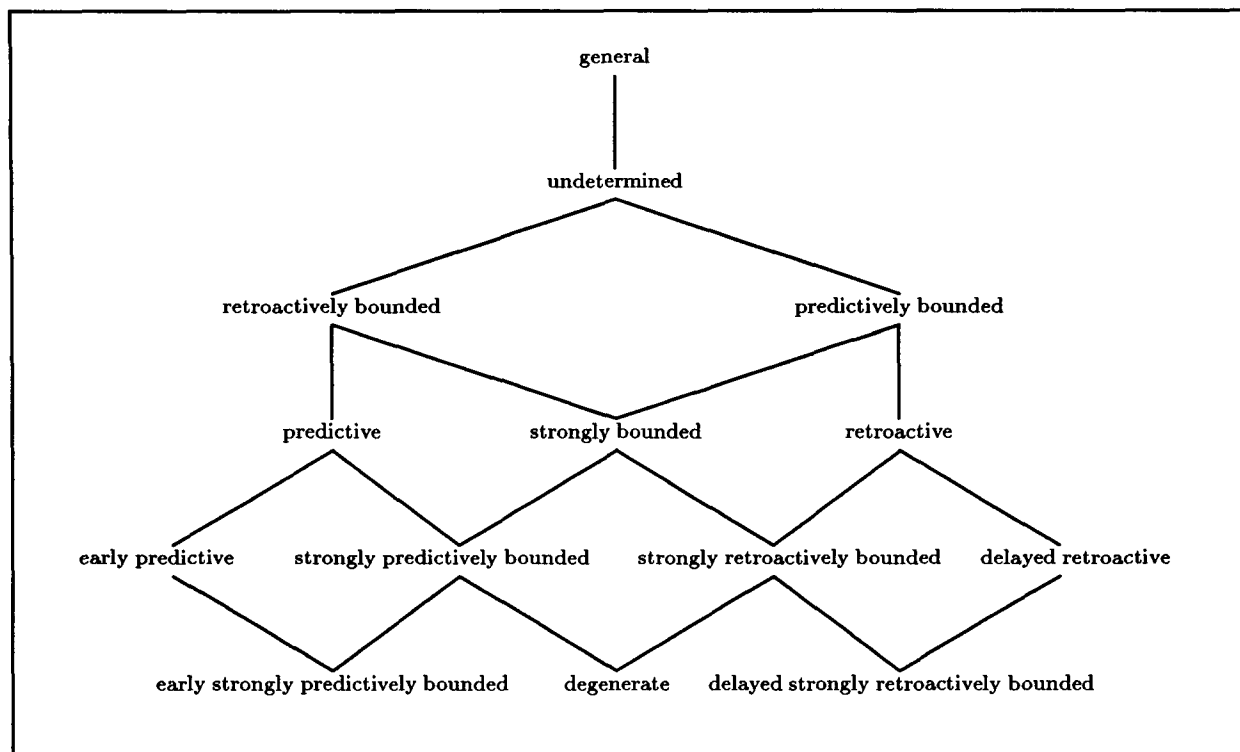 general
undetermined
retroactively bounded
predictively bounded
predictive
strongly bounded
retroactive
early predictive
strongly predictively bounded
strongly retroactively bounded
delayed retroactive
early strongly predictively bounded
degenerate
delayed strongly retroactively bounded